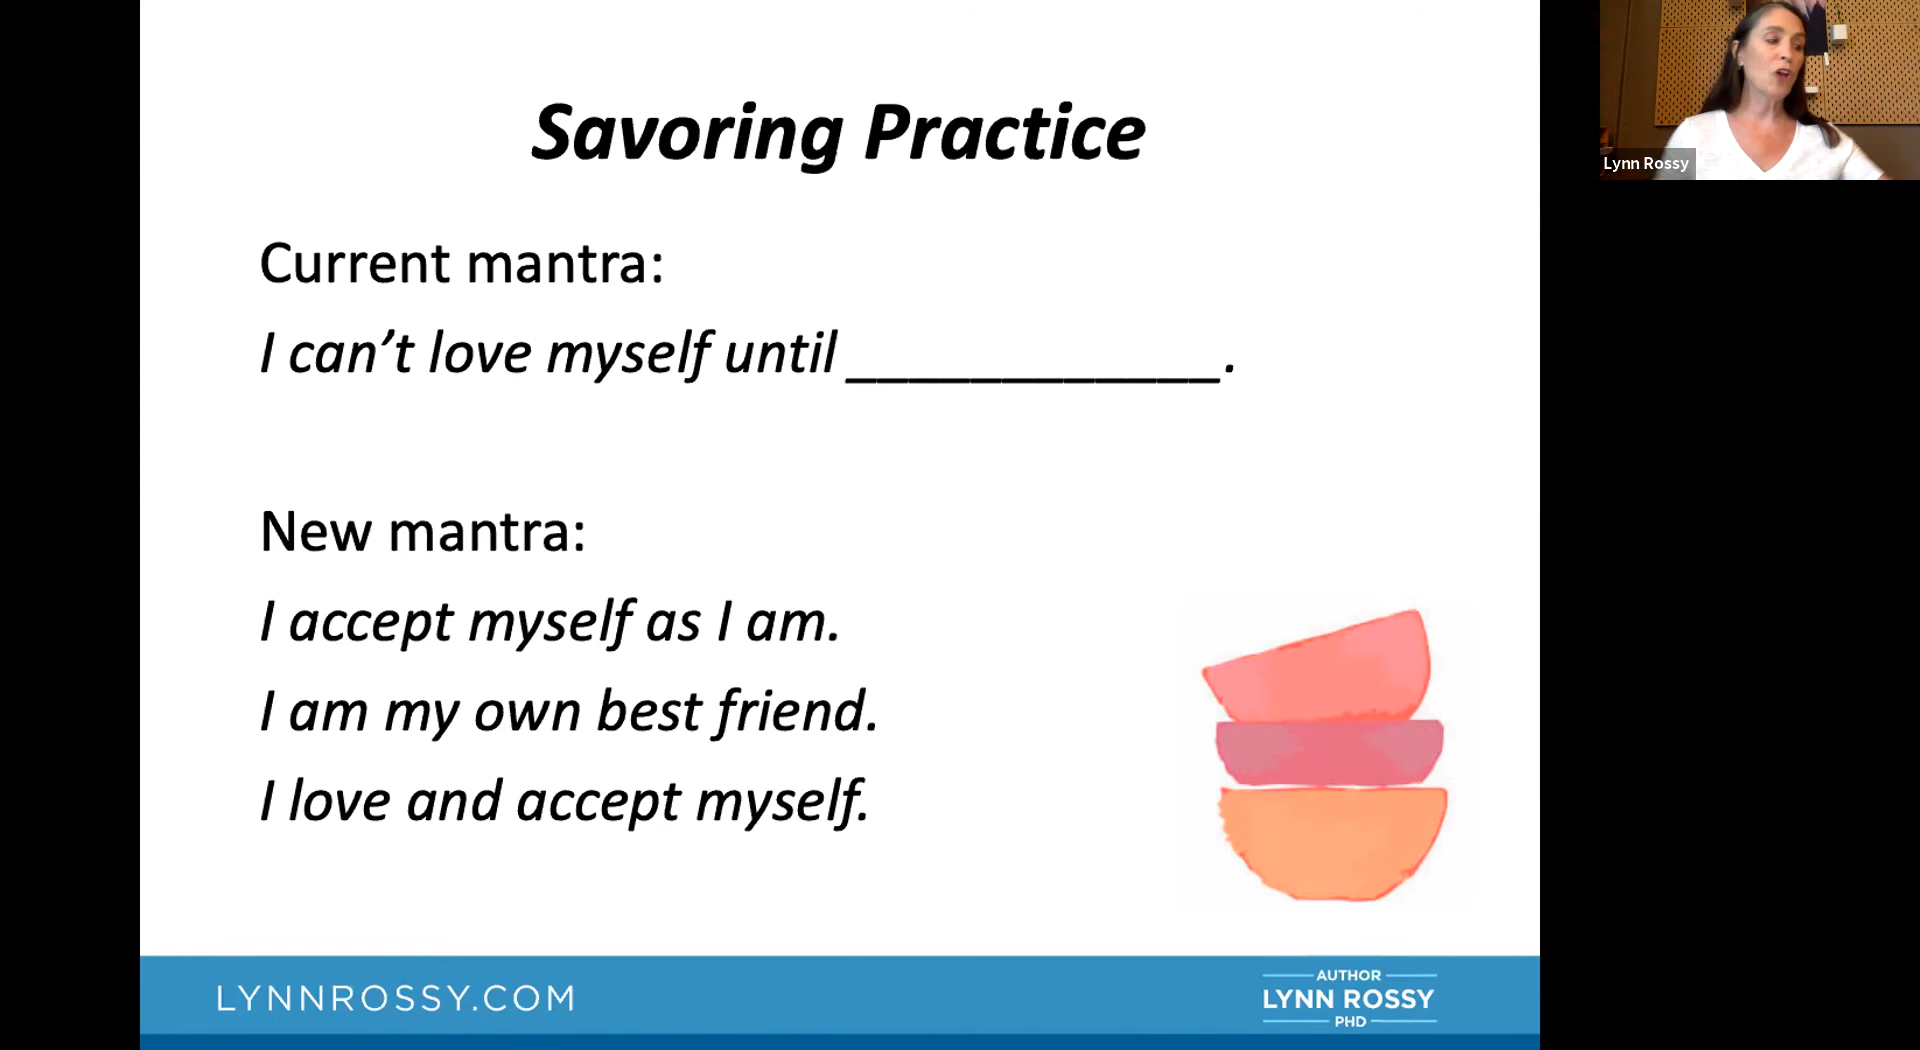 Savoring Practice
Current mantra:
I can’t love myself until ____________.
New mantra:
I accept myself as I am.
I am my own best friend.
I love and accept myself.
LYNNROSSY.COM
AUTHOR
LYNN ROSSY
PHD
Lynn Rossy